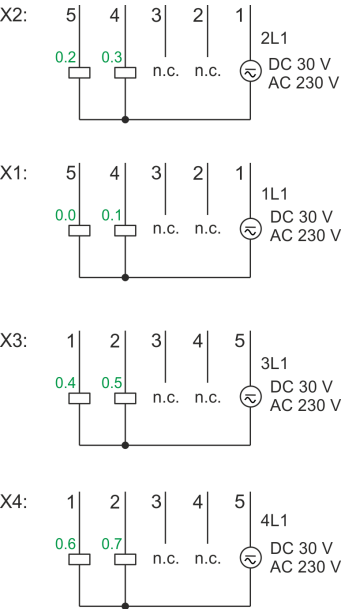 X2: 5 4 3 2 1
2L1
0.2 0.3 n.c. n.c. DC 30 V
AC 230 V
X1: 5 4 3 2 1
1L1
0.0 0.1 n.c. n.c. DC 30 V
AC 230 V
X3: 1 2 3 4 5
3L1
0.4 0.5 n.c. n.c. DC 30 V
AC 230 V
X4: 1 2 3 4 5
4L1
0.6 0.7 n.c. n.c. DC 30 V
AC 230 V